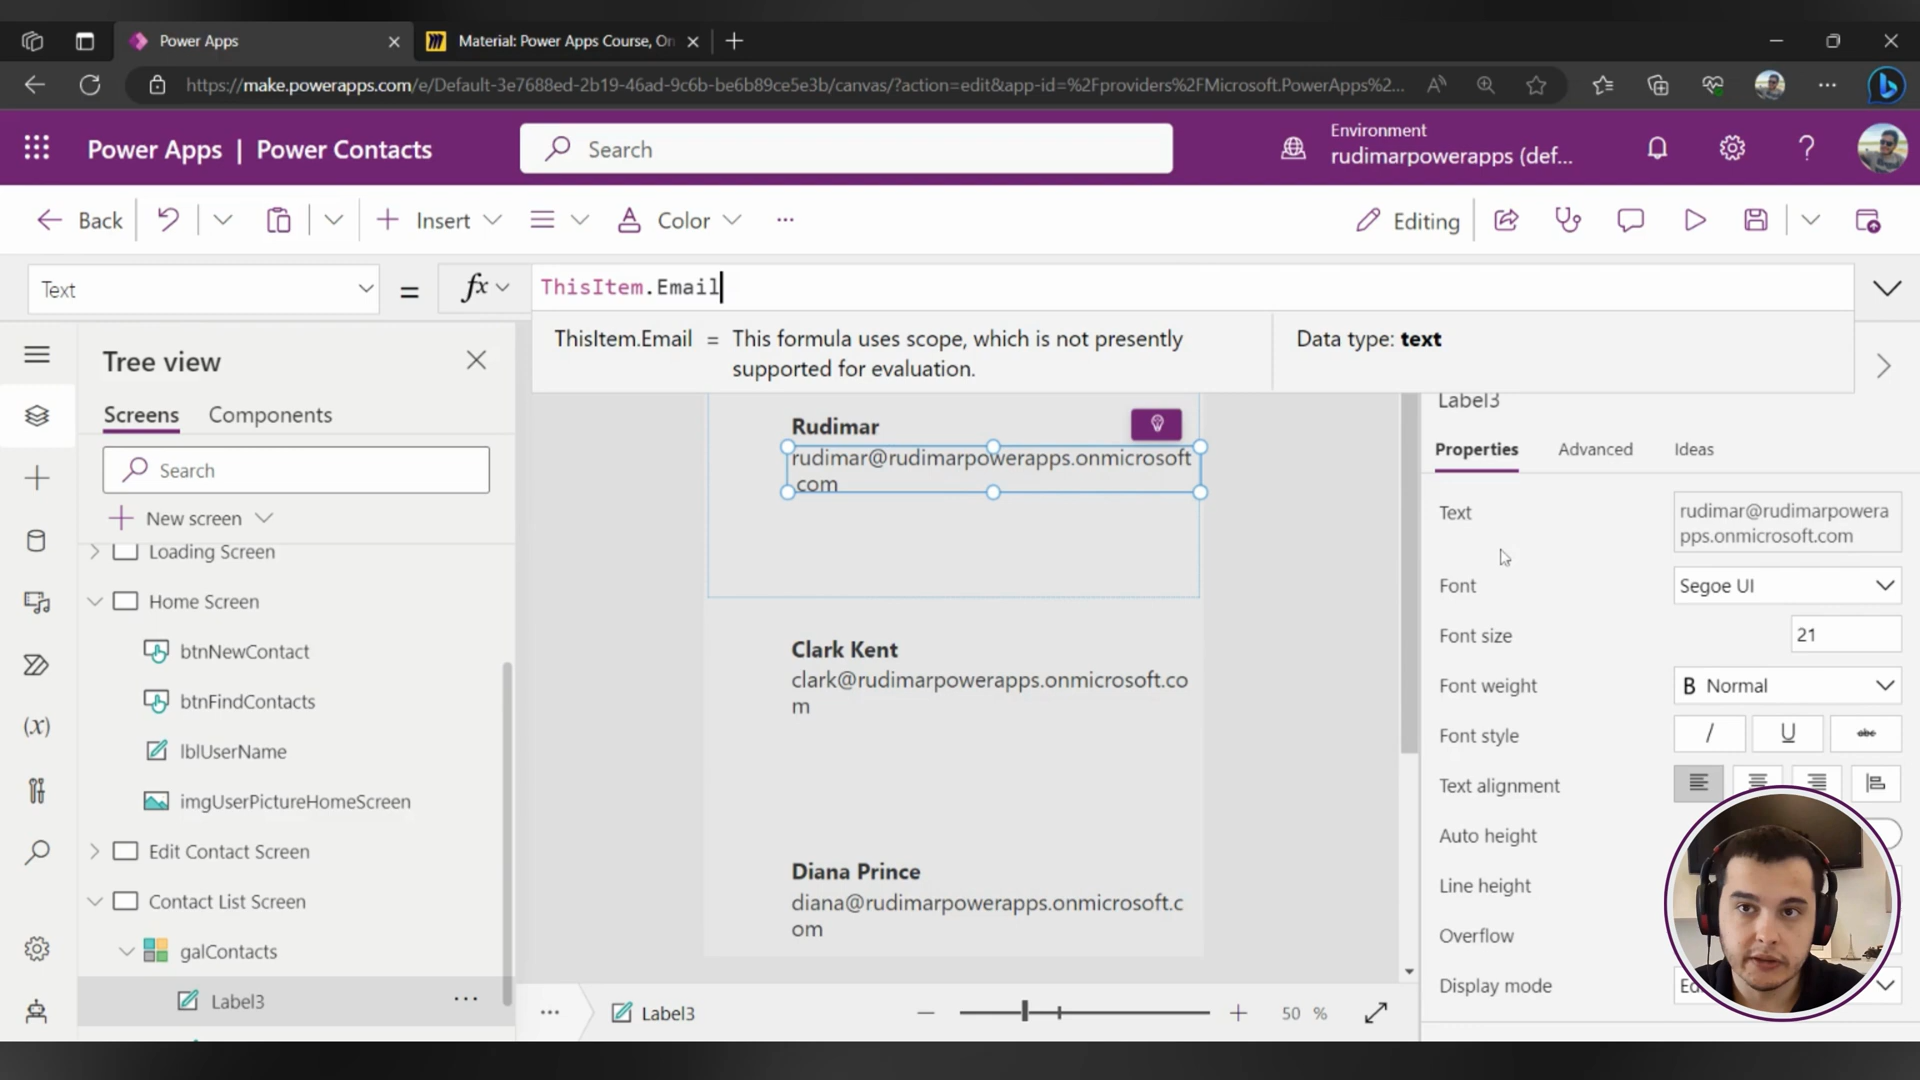 Power Apps
Material: Power Apps Course, On
https://make.powerapps.com/e/Default-3e7688ed-2b19-46ad-9c6b-be6b89ce5e3b/canvas/?action=edit&app-id=%2Fproviders%2FMicrosoft.PowerApps%2...
Power Apps | Power Contacts
Search
Environment
rudimarpowerapps (def...
Back
Insert
Color
Editing
Text
=
fx
ThisItem.Email
ThisItem.Email = This formula uses scope, which is not presently
supported for evaluation.
Data type: text
Tree view
Screens
Components
Search
New screen
Loading Screen
Home Screen
btnNewContact
btnFindContacts
lblUserName
imgUserPictureHomeScreen
Edit Contact Screen
Contact List Screen
galContacts
Label3
Rudimar
rudimar@rudimarpowerapps.onmicrosoft
.com
Clark Kent
clark@rudimarpowerapps.onmicrosoft.co
m
Diana Prince
diana@rudimarpowerapps.onmicrosoft.c
om
Label3
50 %
Label3
Properties
Advanced
Ideas
Text
rudimar@rudimarpowera
pps.onmicrosoft.com
Font
Segoe UI
Font size
21
Font weight
B Normal
Font style
/
U
abc
Text alignment
Auto height
Line height
Overflow
Display mode